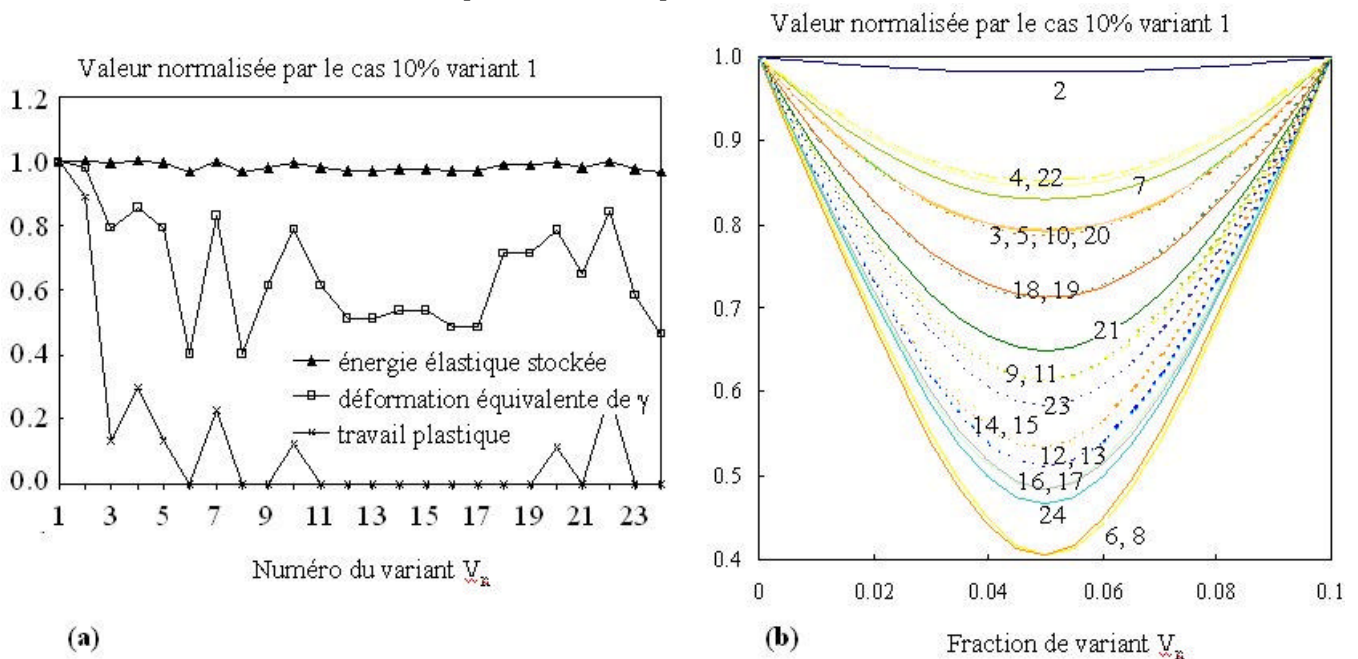 Valeur normalisée par le cas 10% variant 1
1.2
1.0
0.8
0.6
0.4
0.2
0.0
énergie élastique stockée
déformation équivalente de γ
travail plastique
1 3 5 7 9 11 13 15 17 19 21 23
Numéro du variant Vn
(a)
Valeur normalisée par le cas 10% variant 1
1.0
0.9
0.8
0.7
0.6
0.5
0.4
2
4, 22
7
3, 5, 10, 20
18, 19
21
9, 11
23
14, 15
12, 13
16, 17
24
6, 8
0 0.02 0.04 0.06 0.08 0.1
Fraction de variant Vn
(b)